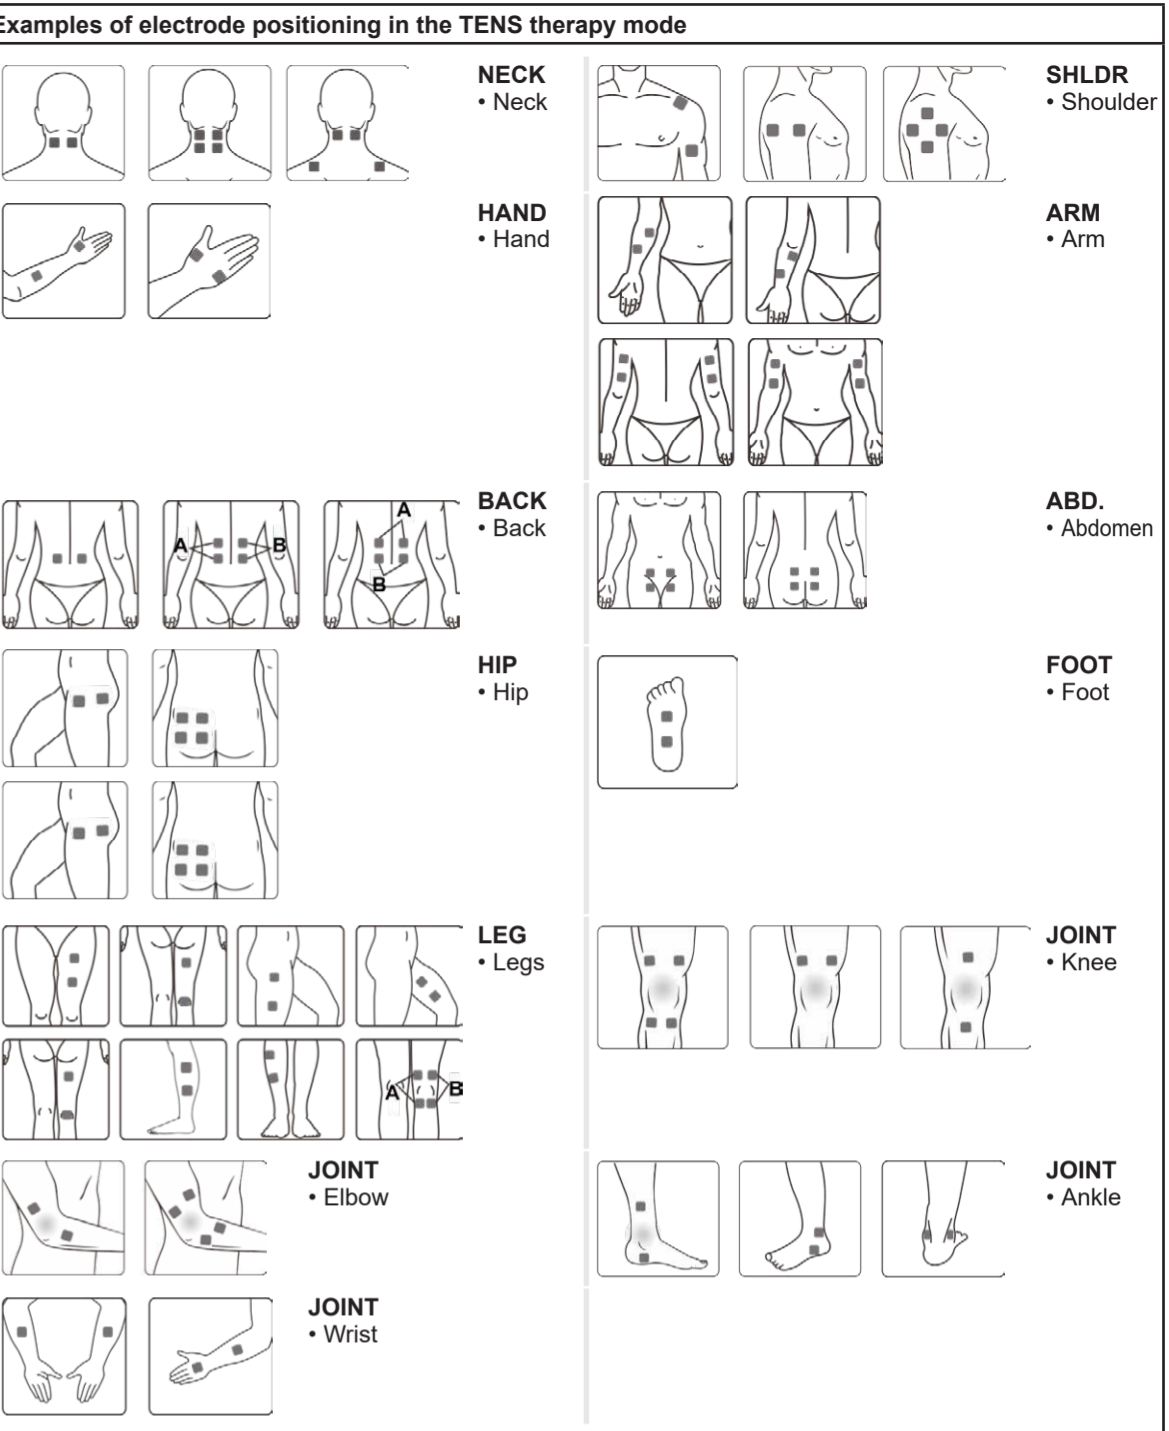 Examples of electrode positioning in the TENS therapy mode
NECK
• Neck
SHLDR
• Shoulder
HAND
• Hand
ARM
• Arm
BACK
• Back
A
B
A
B
ABD.
• Abdomen
HIP
• Hip
FOOT
• Foot
LEG
• Legs
A
B
JOINT
• Knee
JOINT
• Elbow
JOINT
• Ankle
JOINT
• Wrist